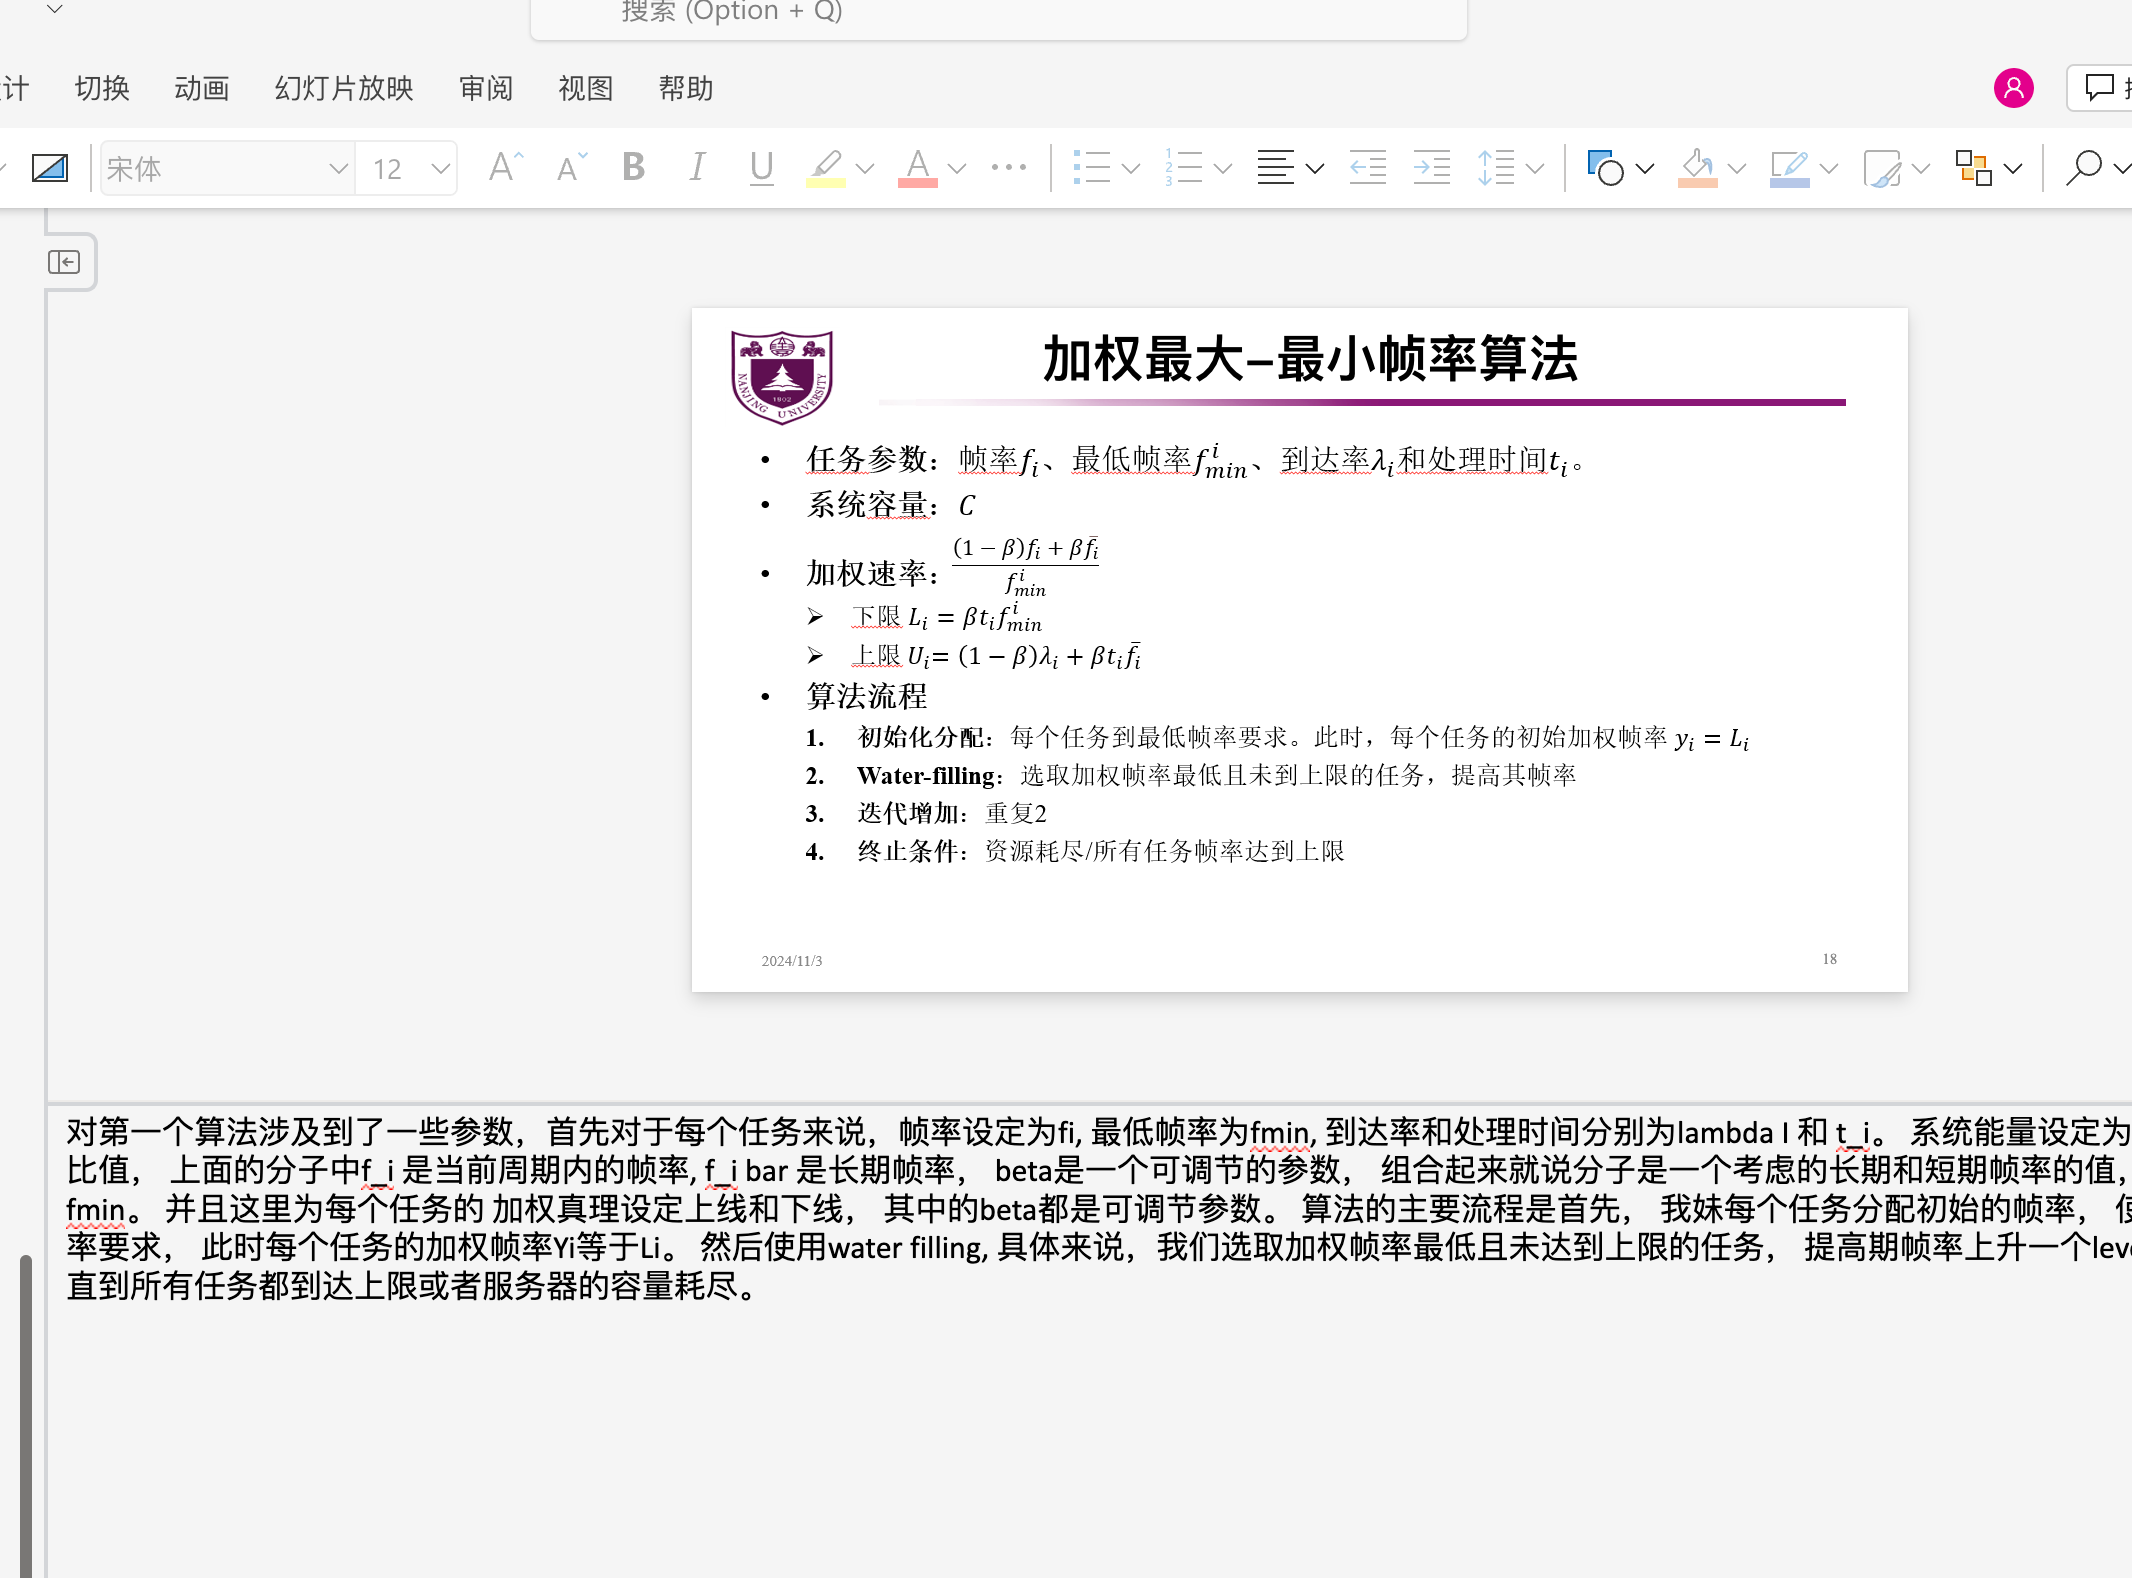 搜索 (Option + Q)
计 切换 动画 幻灯片放映 审阅 视图 帮助
宋体 12
加权最大–最小帧率算法
NANJING UNIVERSITY 1902
• 任务参数：帧率f_i、最低帧率f_{min}^i、到达率λ_i和处理时间t_i。
• 系统容量：C
• 加权速率：\frac{(1 − β)f_i + β\bar{f_i}}{f_{min}^i}
➢ 下限 L_i = βt_i f_{min}^i
➢ 上限 U_i= (1 − β)λ_i + βt_i \bar{f_i}
• 算法流程
1. 初始化分配：每个任务到最低帧率要求。此时，每个任务的初始加权帧率 y_i = L_i
2. Water-filling：选取加权帧率最低且未到上限的任务，提高其帧率
3. 迭代增加：重复2
4. 终止条件：资源耗尽/所有任务帧率达到上限
2024/11/3 18
对第一个算法涉及到了一些参数，首先对于每个任务来说，帧率设定为fi, 最低帧率为fmin, 到达率和处理时间分别为lambda I 和 t_i。 系统能量设定为
比值， 上面的分子中f_i 是当前周期内的帧率, f_i bar 是长期帧率， beta是一个可调节的参数， 组合起来就说分子是一个考虑的长期和短期帧率的值，
fmin。 并且这里为每个任务的 加权真理设定上线和下线， 其中的beta都是可调节参数。 算法的主要流程是首先， 我妹每个任务分配初始的帧率，
率要求， 此时每个任务的加权帧率Yi等于Li。 然后使用water filling, 具体来说，我们选取加权帧率最低且未达到上限的任务， 提高期帧率上升一个lev
直到所有任务都到达上限或者服务器的容量耗尽。